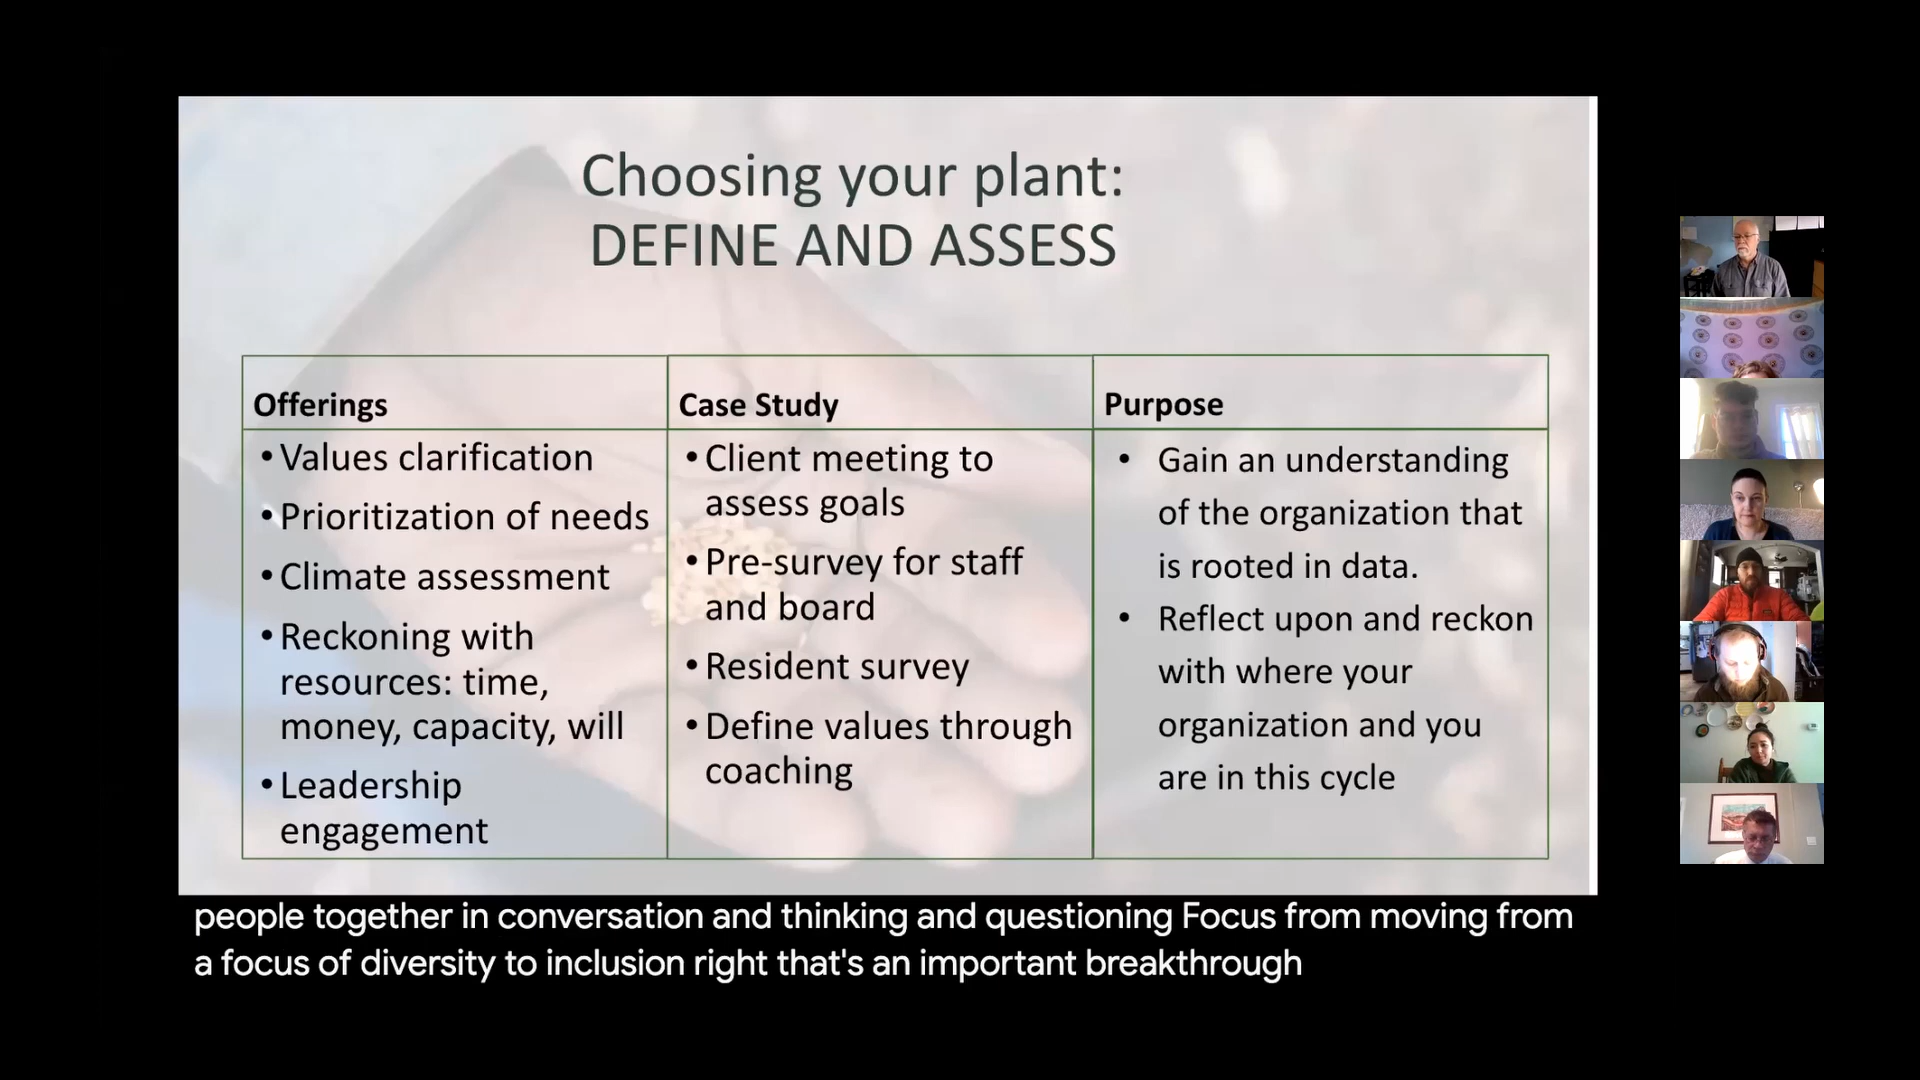 Choosing your plant:
DEFINE AND ASSESS
Offerings
• Values clarification
• Prioritization of needs
• Climate assessment
• Reckoning with
resources: time,
money, capacity, will
• Leadership
engagement
Case Study
• Client meeting to
assess goals
• Pre-survey for staff
and board
• Resident survey
• Define values through
coaching
Purpose
• Gain an understanding
of the organization that
is rooted in data.
• Reflect upon and reckon
with where your
organization and you
are in this cycle
people together in conversation and thinking and questioning Focus from moving from
a focus of diversity to inclusion right that's an important breakthrough